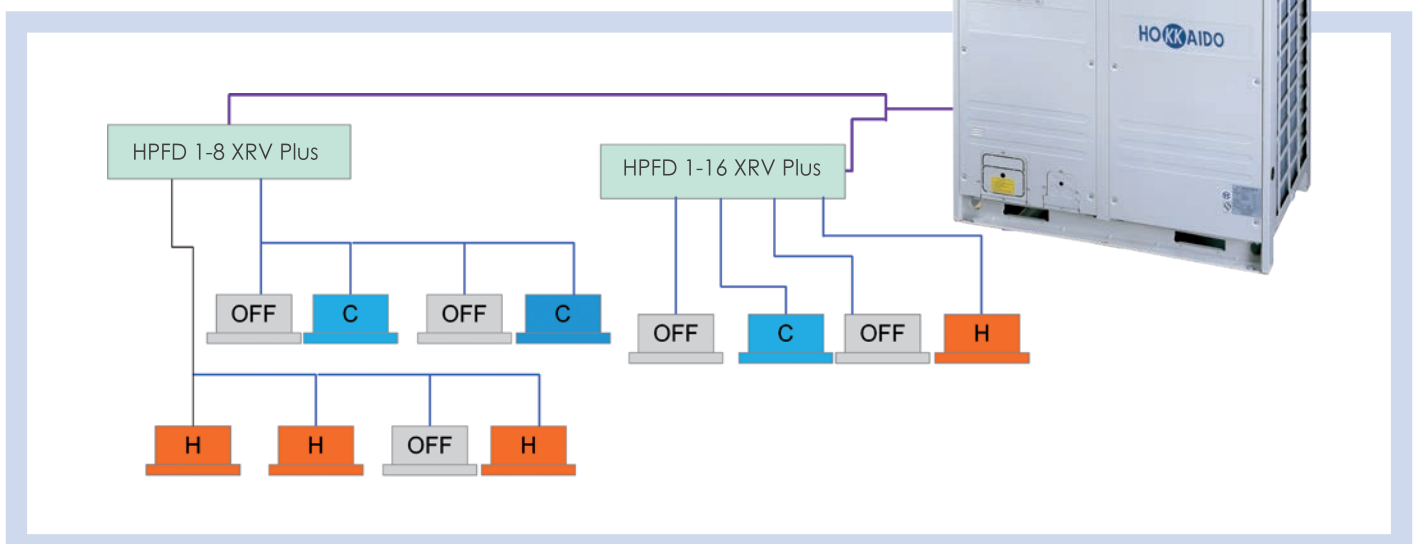 HOKKAIDO
HPFD 1-8 XRV Plus
HPFD 1-16 XRV Plus
OFF C OFF C
OFF C OFF H
H H OFF H